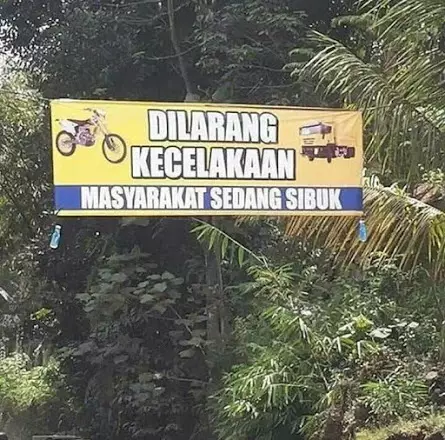 DILARANG
KECELAKAAN
MASYARAKAT SEDANG SIBUK